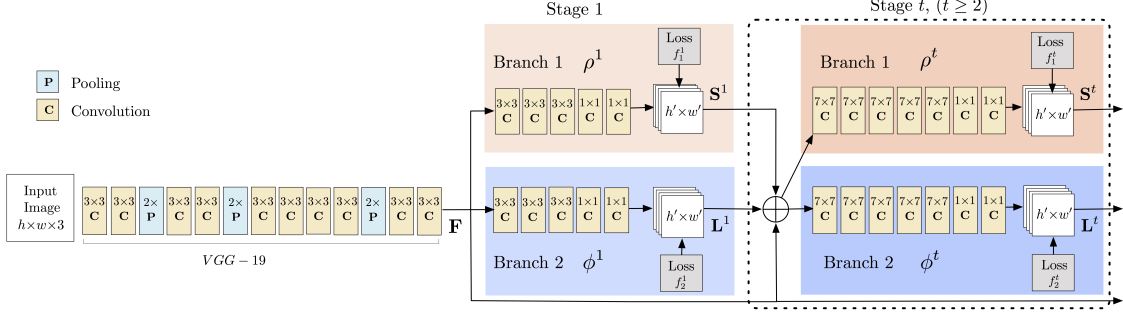 Stage 1
Stage t, (t ≥ 2)
P Pooling
C Convolution
Input
Image
h×w×3
3×3 C 3×3 C 2× P 3×3 C 3×3 C 2× P 3×3 C 3×3 C 3×3 C 3×3 C 2× P 3×3 C 3×3 C
F
VGG − 19
Branch 1 ρ¹
Loss
f₁¹
3×3 C 3×3 C 3×3 C 1×1 C 1×1 C
h′×w′
S¹
3×3 C 3×3 C 3×3 C 1×1 C 1×1 C
h′×w′
L¹
Branch 2 ϕ¹
Loss
f₂¹
Branch 1 ρᵗ
Loss
f₁ᵗ
7×7 C 7×7 C 7×7 C 7×7 C 7×7 C 1×1 C 1×1 C
h′×w′
Sᵗ
7×7 C 7×7 C 7×7 C 7×7 C 7×7 C 1×1 C 1×1 C
h′×w′
Lᵗ
Branch 2 ϕᵗ
Loss
f₂ᵗ